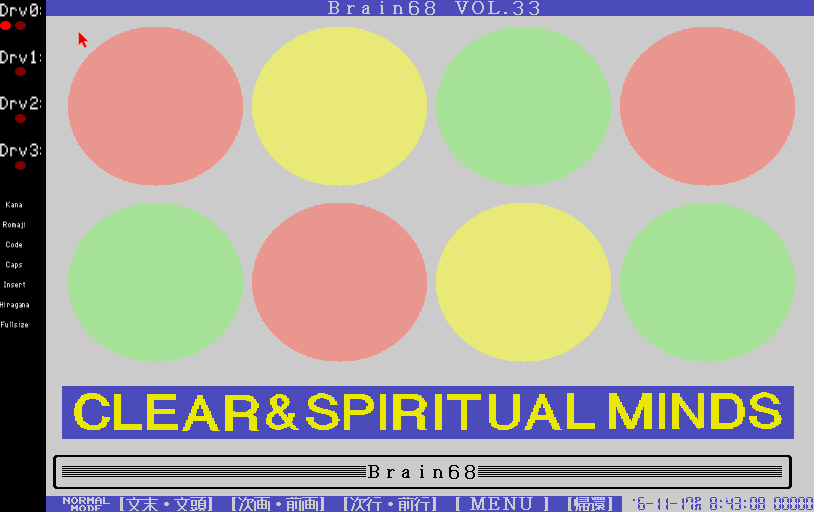 Brain68 VOL.33
Drv0:
Drv1:
Drv2:
Drv3:
Kana
Romaji
Code
Caps
Insert
Hiragana
Fullsize
CLEAR&SPIRITUAL MINDS
Brain68
NORMAL MODE [文末・文頭] [次画・前画] [次行・前行] [ MENU ] [帰還] '6-11-17 8:43:08 00000